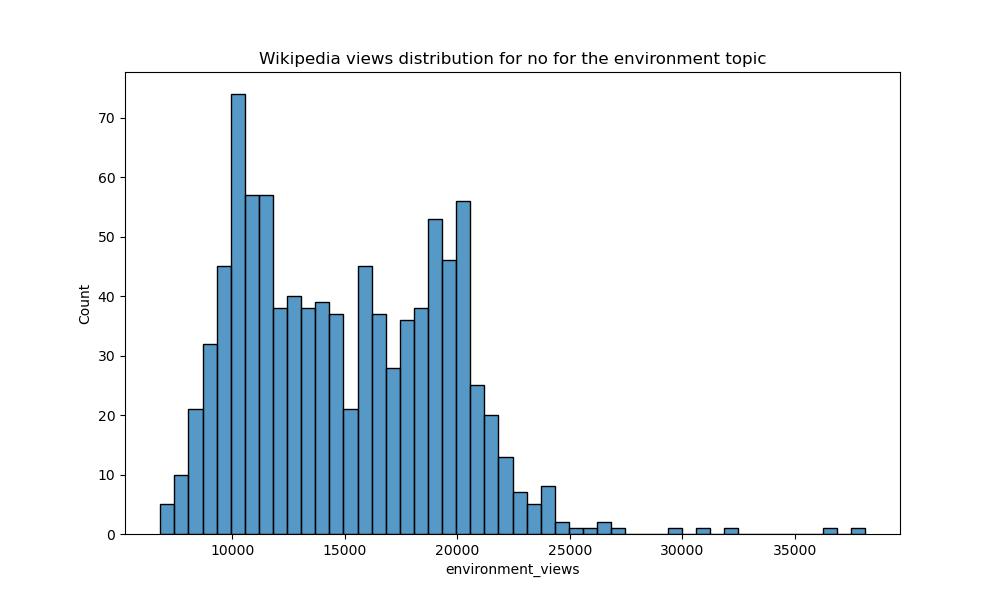 Wikipedia views distribution for no for the environment topic
Count
70
60
50
40
30
20
10
0
10000 15000 20000 25000 30000 35000
environment_views